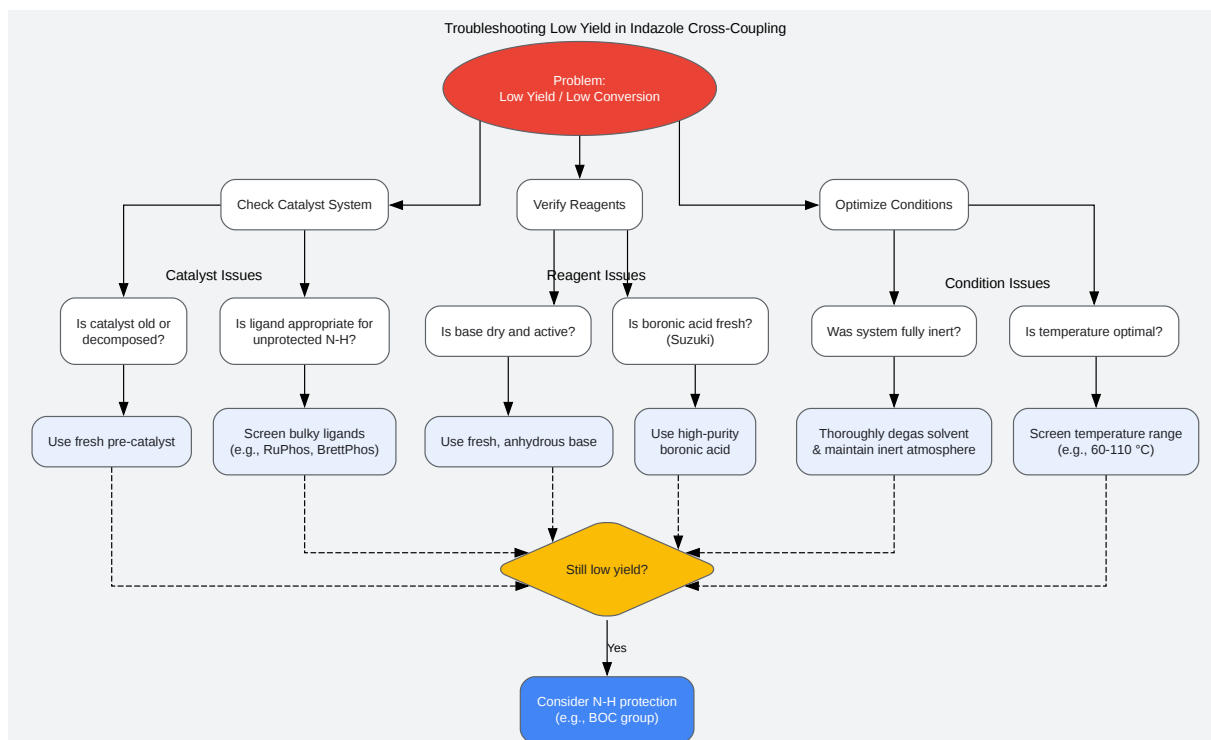 Troubleshooting Low Yield in Indazole Cross-Coupling
Problem:
Low Yield / Low Conversion
Check Catalyst System
Verify Reagents
Optimize Conditions
Catalyst Issues
Reagent Issues
Condition Issues
Is catalyst old or
decomposed?
Is ligand appropriate for
unprotected N-H?
Is base dry and active?
Is boronic acid fresh?
(Suzuki)
Was system fully inert?
Is temperature optimal?
Use fresh pre-catalyst
Screen bulky ligands
(e.g., RuPhos, BrettPhos)
Use fresh, anhydrous base
Use high-purity
boronic acid
Thoroughly degas solvent
& maintain inert atmosphere
Screen temperature range
(e.g., 60-110 °C)
Still low yield?
Yes
Consider N-H protection
(e.g., BOC group)